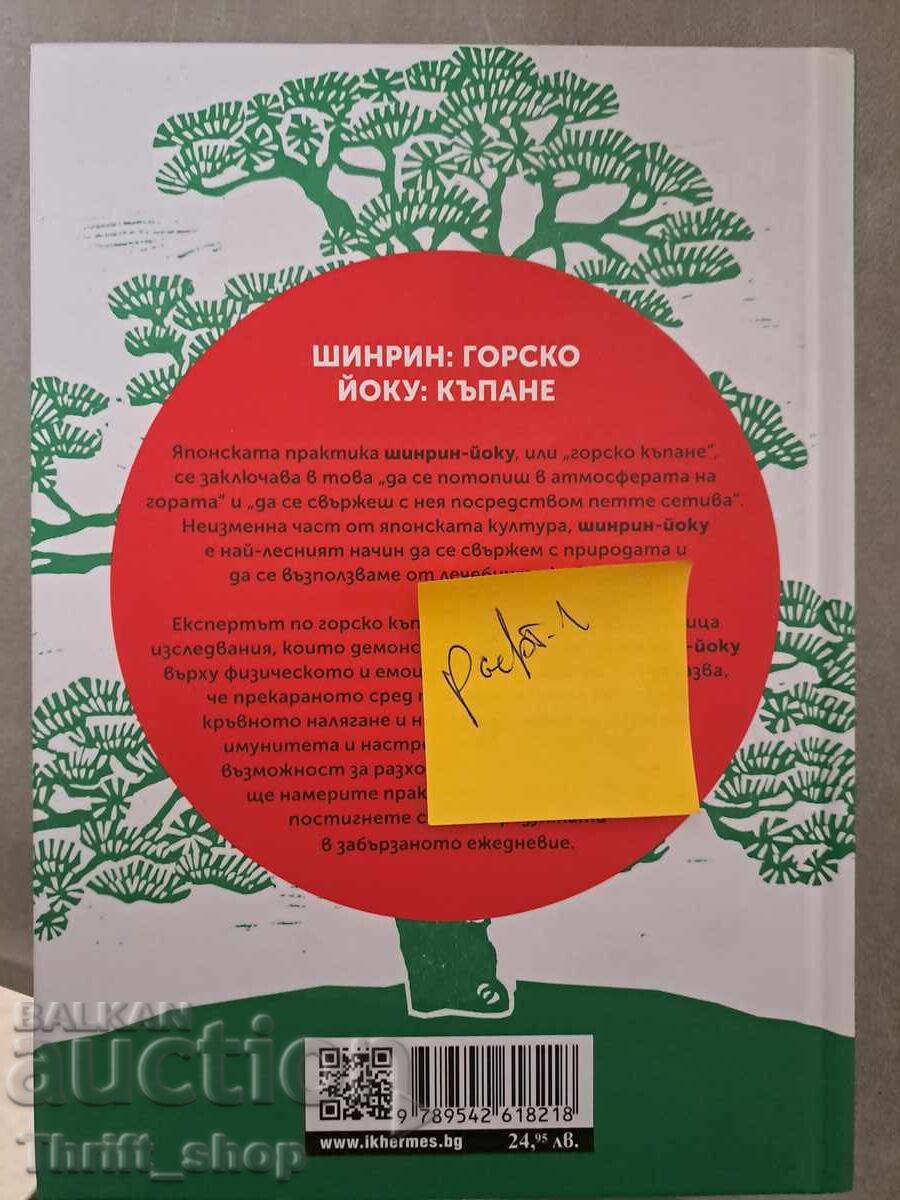 ШИНРИН: ГОРСКО
ЙОКУ: КЪПАНЕ
Японската практика шинрин-йоку, или „горско къпане“,
се заключава в това „да се потопиш в атмосферата на
гората“ и „да се свържеш с нея посредством петте сетива“.
Неизменна част от японската култура, шинрин-йоку
е най-лесният начин да се свържем с природата и
да се възползваме от
Експертът по горско
изследвания, които йоку
върху физическото и
че прекараното сред
кръвното налягане и
имунитета и
възможност за
ще намерите
постигнете
в забързаното ежедневие.
BALKAN
auction
Thrift_shop
9 789542 618218
www.ikhermes.bg
24,95 лв.